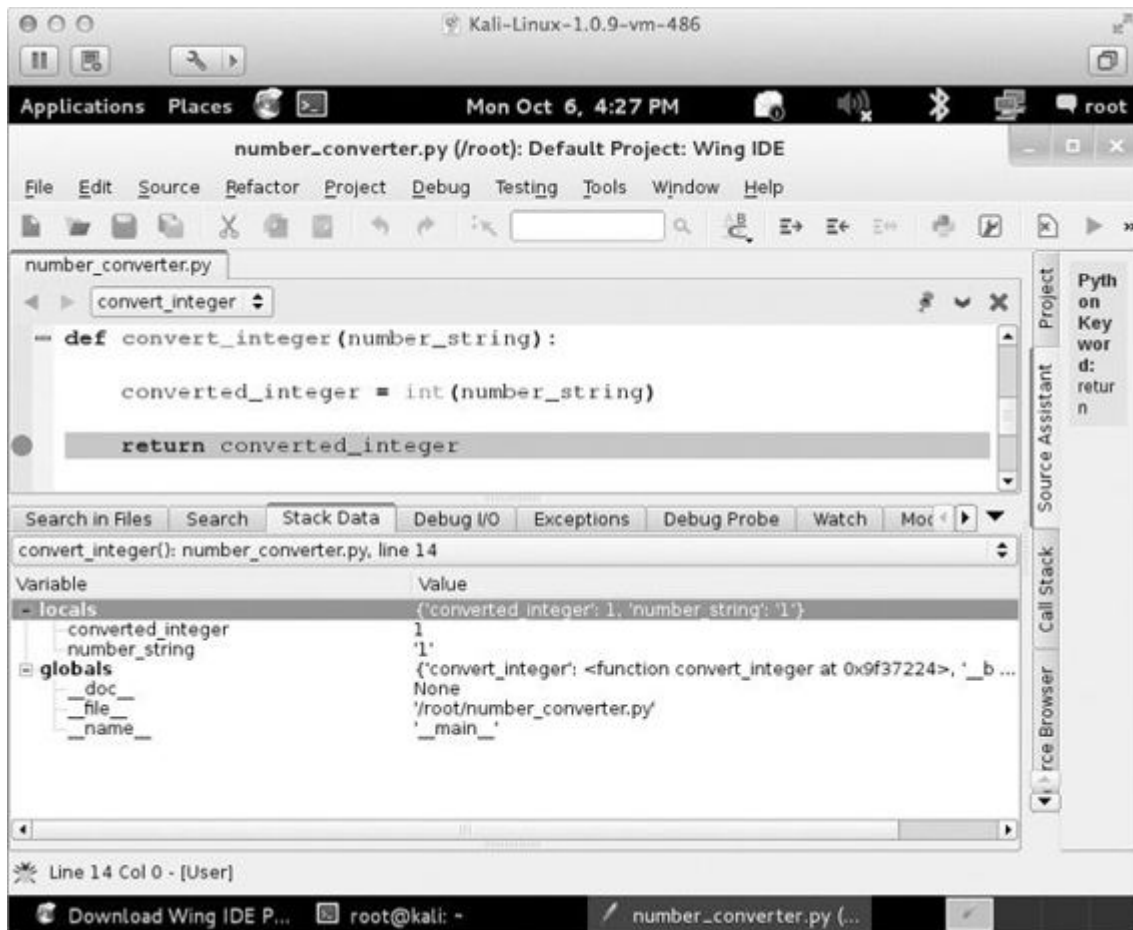 Kali-Linux-1.0.9-vm-486
Applications Places Mon Oct 6, 4:27 PM root
number_converter.py (/root): Default Project: Wing IDE
File Edit Source Refactor Project Debug Testing Tools Window Help
number_converter.py
convert_integer
def convert_integer(number_string):
converted_integer = int(number_string)
return converted_integer
Project
Source Assistant
Call Stack
rce Browser
Pyth
on
Key
wor
d:
retur
n
Search in Files Search Stack Data Debug I/O Exceptions Debug Probe Watch Moc
convert_integer(): number_converter.py, line 14
Variable Value
locals {'converted_integer': 1, 'number_string': '1'}
converted_integer 1
number_string '1'
globals {'convert_integer': <function convert_integer at 0x9f37224>, '__b ...
__doc__ None
__file__ '/root/number_converter.py'
__name__ '__main__'
Line 14 Col 0 - [User]
Download Wing IDE P... root@kali: ~ number_converter.py (...